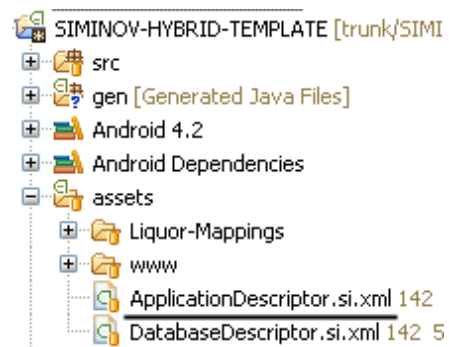 SIMINOV-HYBRID-TEMPLATE [trunk/SIMI
src
gen [Generated Java Files]
Android 4.2
Android Dependencies
assets
Liquor-Mappings
www
ApplicationDescriptor.si.xml 142
DatabaseDescriptor.si.xml 142 5